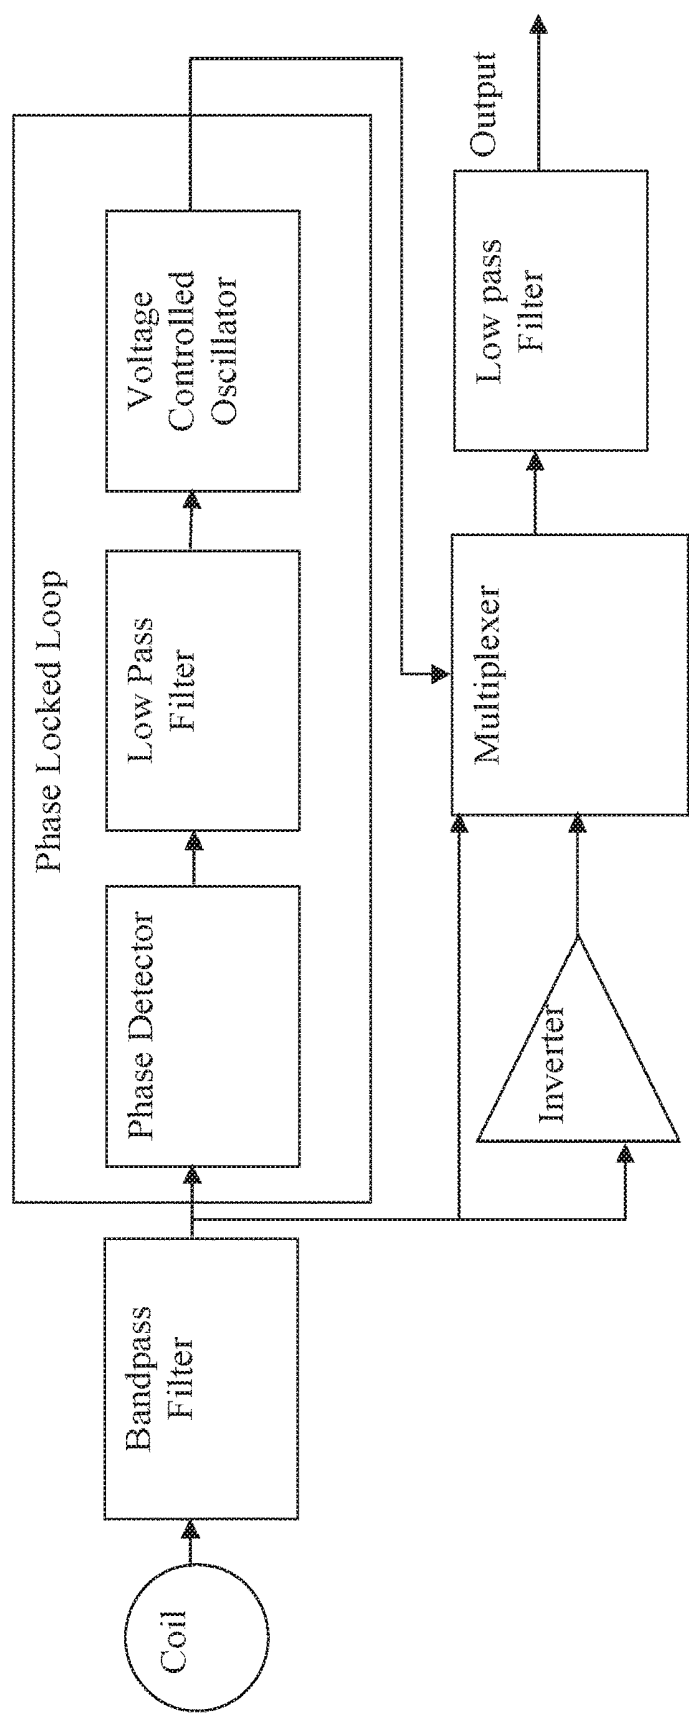 Phase Locked Loop
Coil
Bandpass
Filter
Phase Detector
Low Pass
Filter
Voltage
Controlled
Oscillator
Inverter
Multiplexer
Low pass
Filter
Output